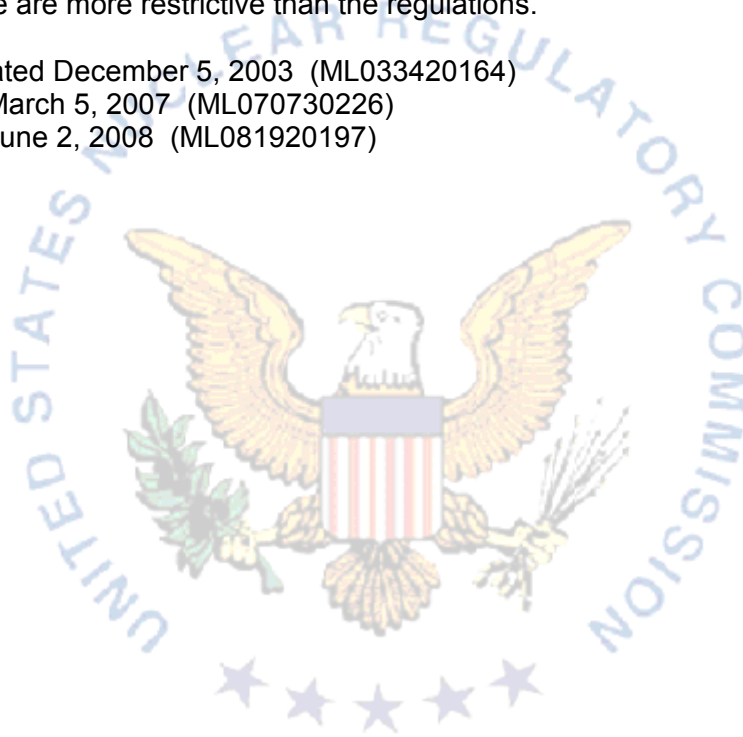 e are more restrictive than the regulations.
ated December 5, 2003 (ML033420164)
March 5, 2007 (ML070730226)
une 2, 2008 (ML081920197)
UNITED STATES NUCLEAR REGULATORY COMMISSION